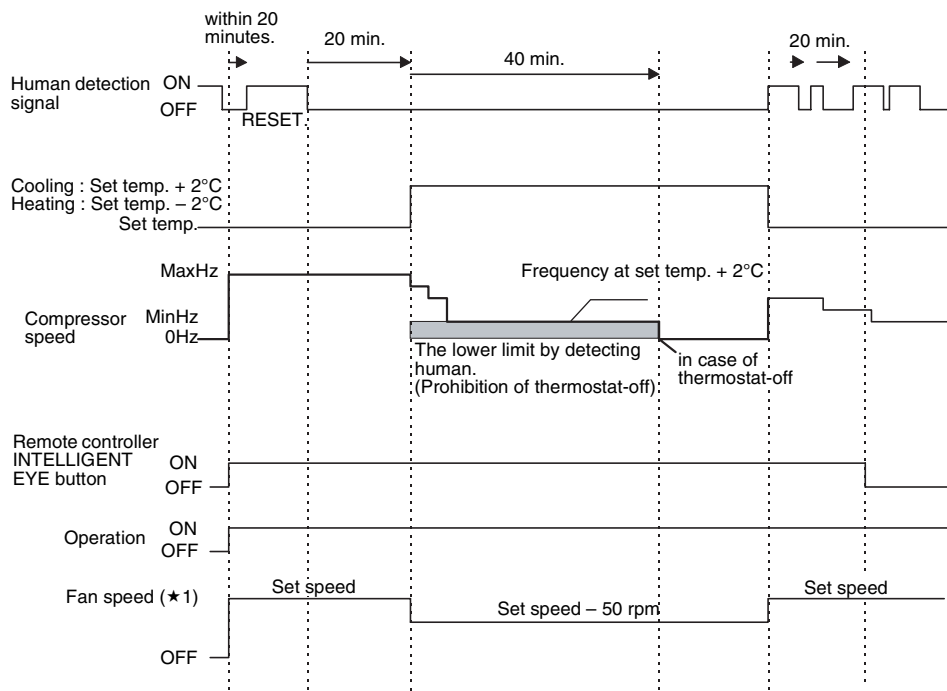 within 20
minutes.
20 min.
40 min.
20 min.
Human detection
signal
ON
OFF
RESET.
Cooling : Set temp. + 2°C
Heating : Set temp. – 2°C
Set temp.
MaxHz
Frequency at set temp. + 2°C
Compressor
speed
MinHz
0Hz
The lower limit by detecting
human.
(Prohibition of thermostat-off)
in case of
thermostat-off
Remote controller
INTELLIGENT
EYE button
ON
OFF
Operation
ON
OFF
Fan speed (★1)
Set speed
Set speed – 50 rpm
Set speed
OFF